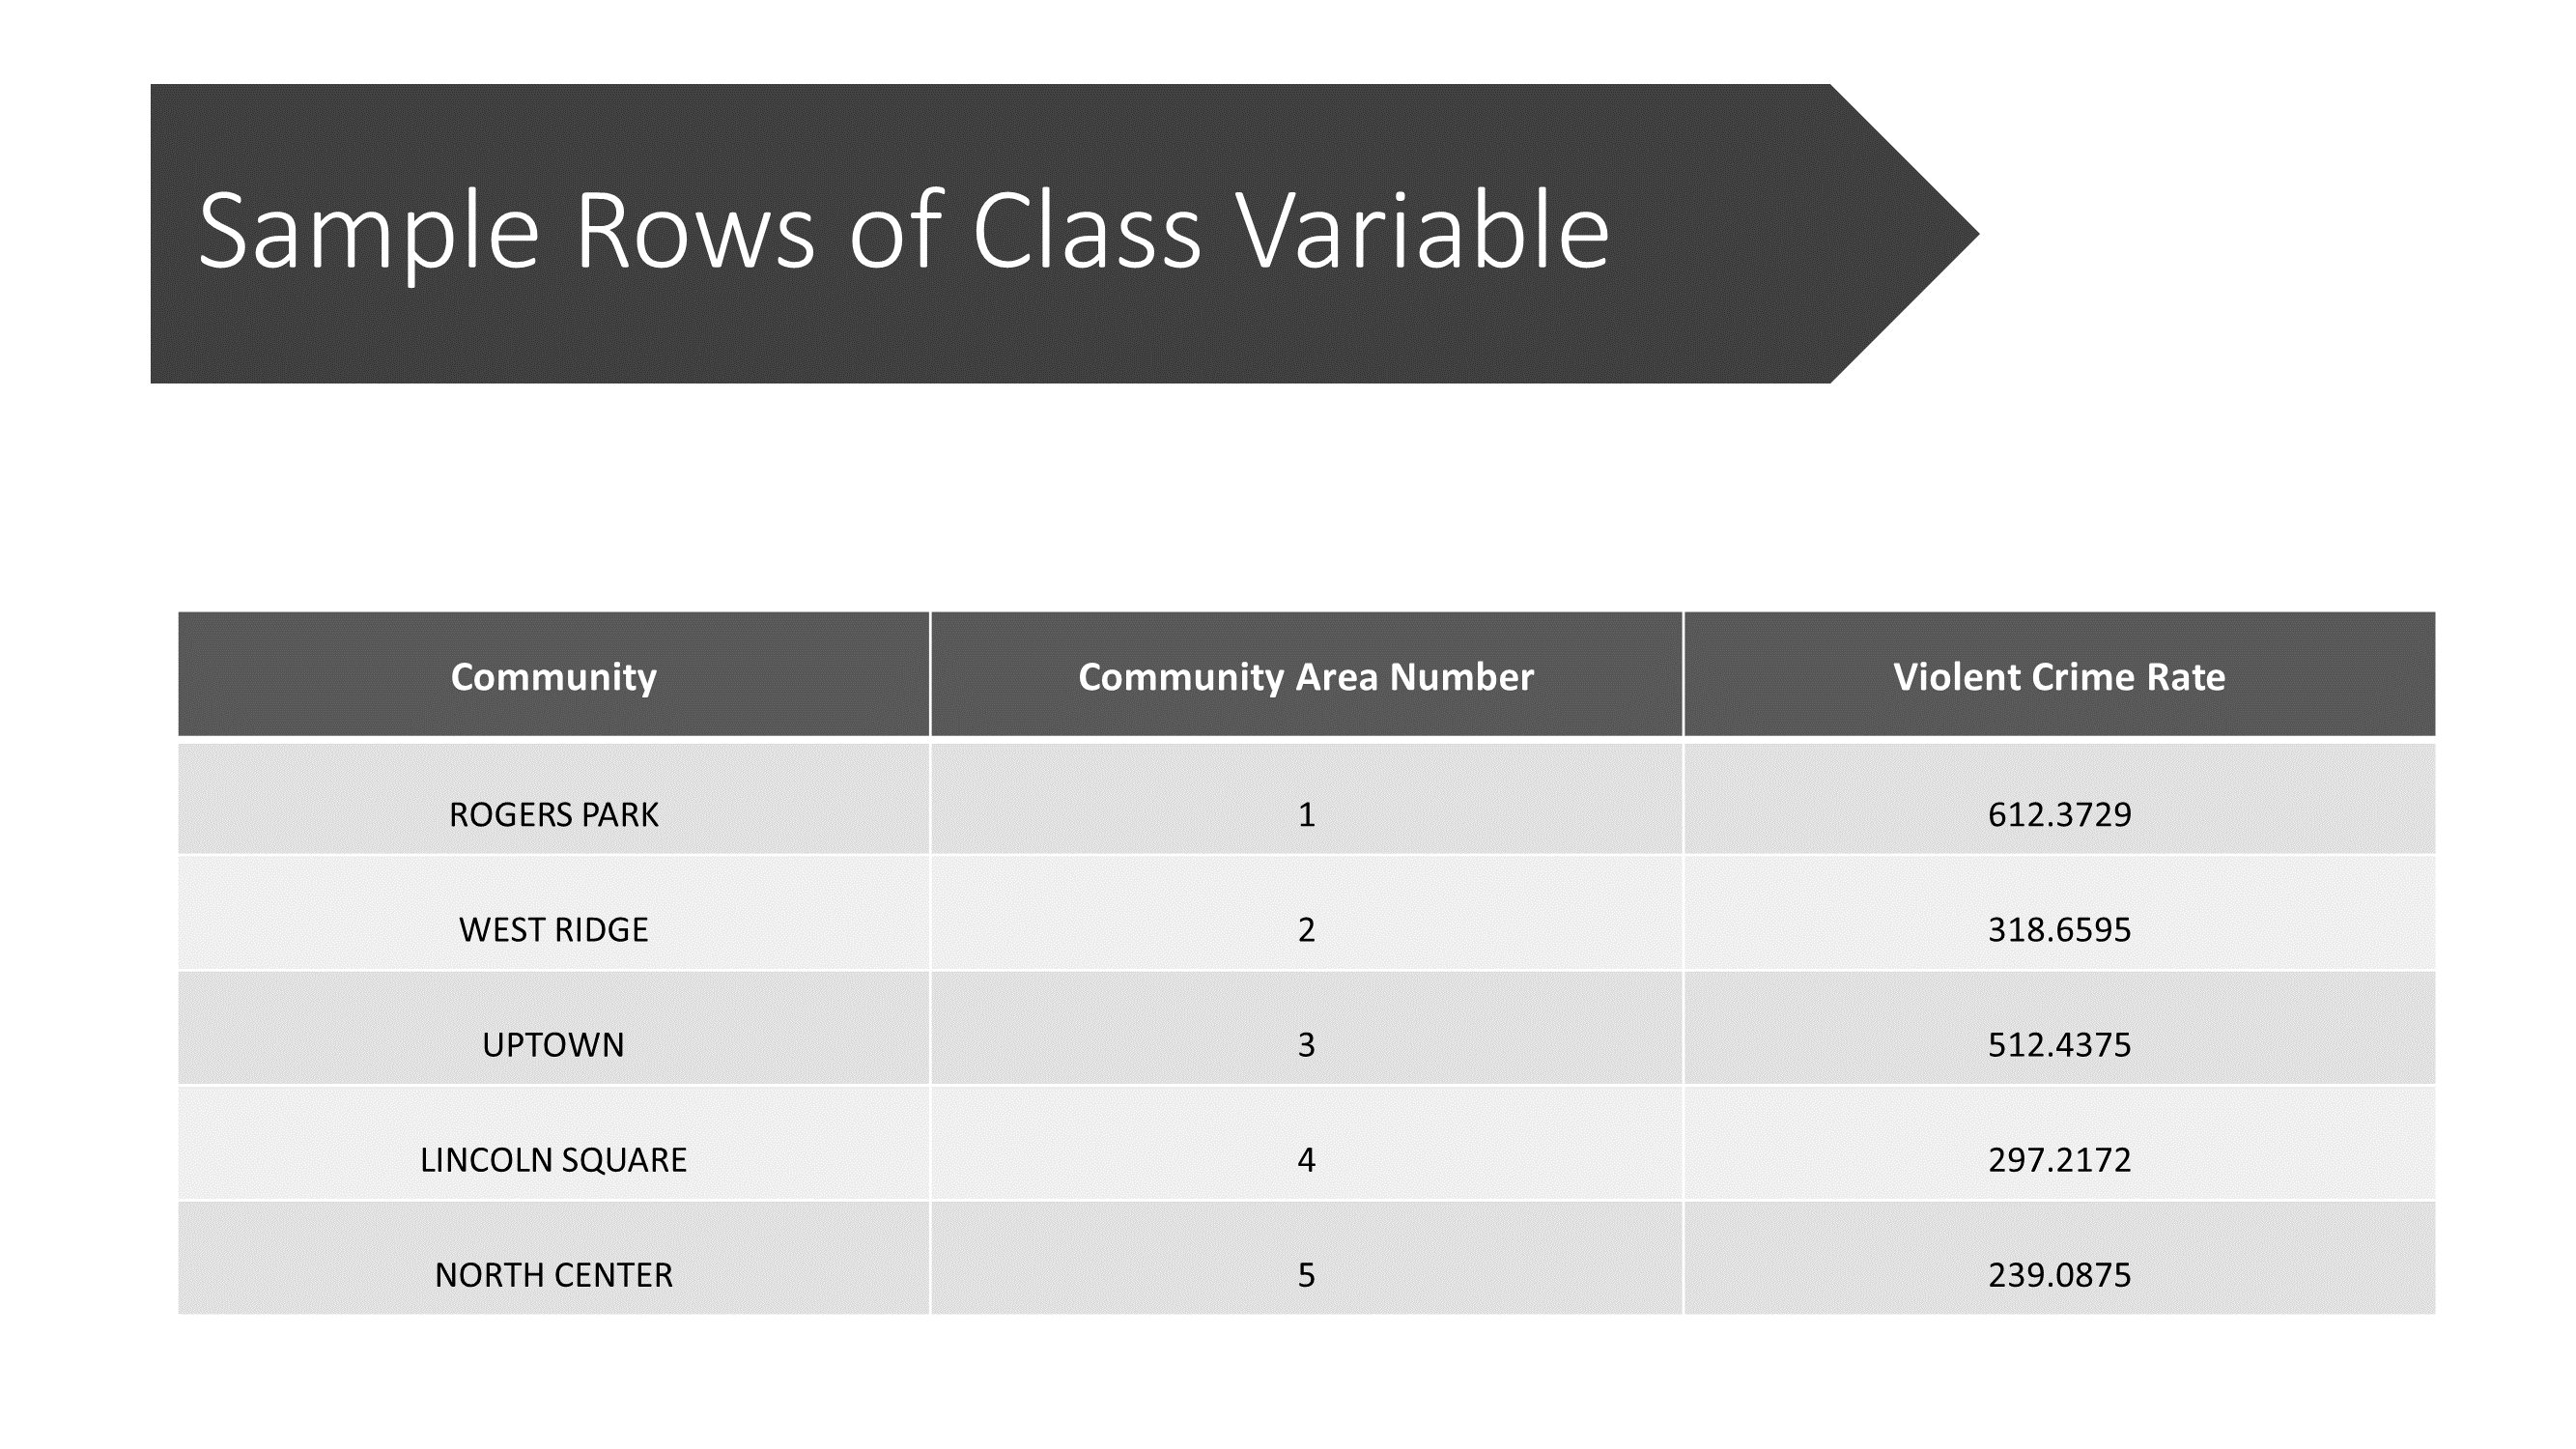 Sample Rows of Class Variable
Community Community Area Number Violent Crime Rate
ROGERS PARK 1 612.3729
WEST RIDGE 2 318.6595
UPTOWN 3 512.4375
LINCOLN SQUARE 4 297.2172
NORTH CENTER 5 239.0875